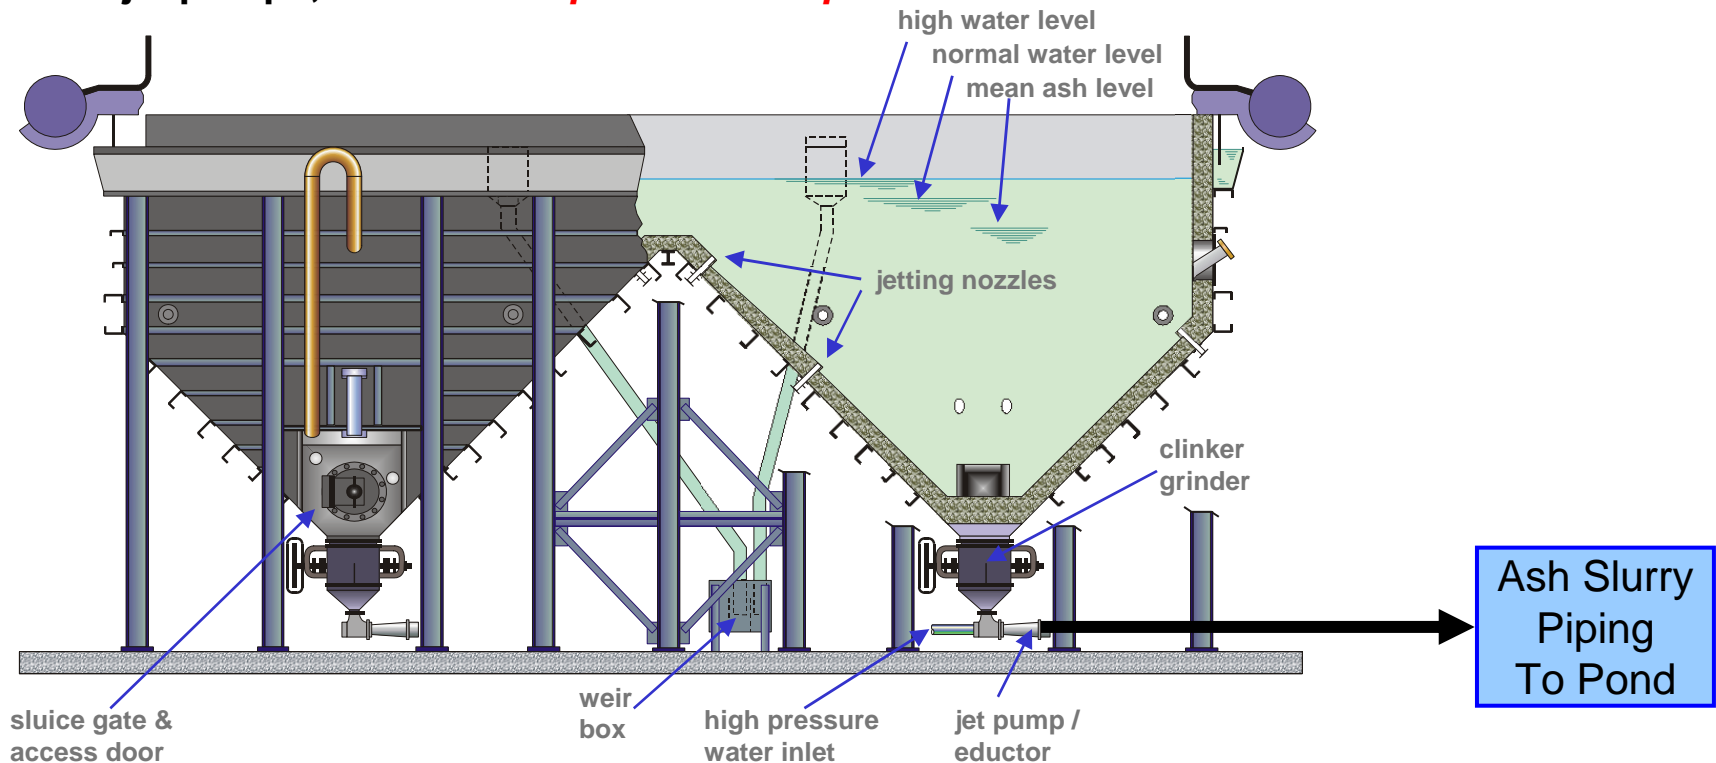 high water level
normal water level
mean ash level
jetting nozzles
clinker
grinder
Ash Slurry
Piping
To Pond
sluice gate &
access door
weir
box
high pressure
water inlet
jet pump /
eductor